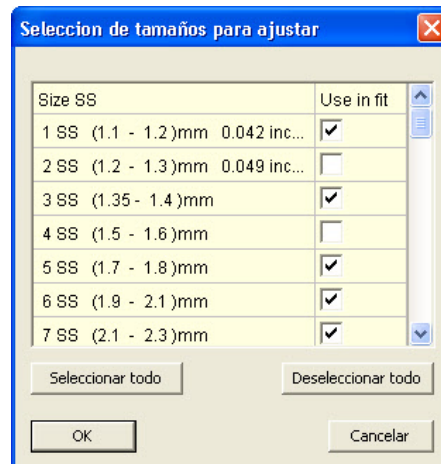 Seleccion de tamaños para ajustar
Size SS Use in fit
1 SS (1.1 - 1.2)mm 0.042 inc...
2 SS (1.2 - 1.3)mm 0.049 inc...
3 SS (1.35 - 1.4)mm
4 SS (1.5 - 1.6)mm
5 SS (1.7 - 1.8)mm
6 SS (1.9 - 2.1)mm
7 SS (2.1 - 2.3)mm
Seleccionar todo Deseleccionar todo
OK Cancelar